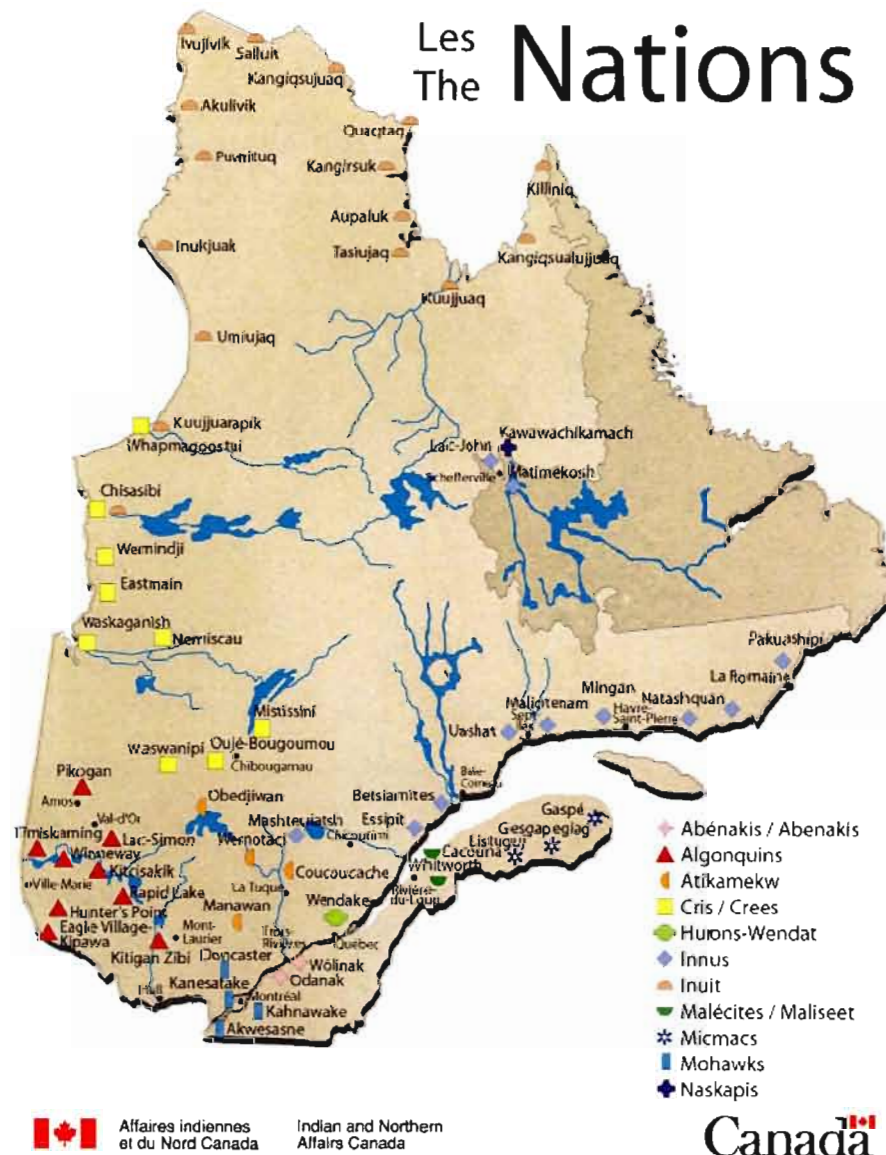 Les
The Nations
Ivujivik
Salluit
Kangiqsujuaq
Akulivik
Quaqtaq
Puvrnituq
Kangirsuk
Killiniq
Aupaluk
Inukjuak
Tasiujaq
Kangiqsualujjuaq
Kuujjuaq
Umiujaq
Kuujjuarapik
Whapmagoostui
Kawawachikamach
Lac-John
Schefferville
Matimekosh
Chisasibi
Wemindji
Eastmain
Waskaganish
Nemiscau
Pakuashipi
La Romaine
Mingan
Natashquan
Maliotenam
Sept-Îles
Havre-
Saint-Pierre
Uashat
Mistissini
Waswanipi
Oujé-Bougoumou
Chibougamau
Pikogan
Amos
Obedjiwan
Betsiamites
Baie-
Comeau
Val-d'Or
Mashteuiatsh
Essipit
Gaspé
Timiskaming
Lac-Simon
Wemotaci
Chicoutimi
Gesgapegiag
Listuguj
Winneway
Cacouna
Kitcisakik
Coucoucache
Whitworth
Ville-Marie
Rapid Lake
La Tuque
Rivière-
du-Loup
Hunter's Point
Manawan
Wendake
Eagle Village-
Kipawa
Mont-
Laurier
Trois-
Rivières
Québec
Kitigan Zibi
Doncaster
Wôlinak
Kanesatake
Odanak
Hull
Montréal
Kahnawake
Akwesasne
Abénakis / Abenakis
Algonquins
Atikamekw
Cris / Crees
Hurons-Wendat
Innus
Inuit
Malécites / Maliseet
Micmacs
Mohawks
Naskapis
Affaires indiennes
et du Nord Canada
Indian and Northern
Affairs Canada
Canada